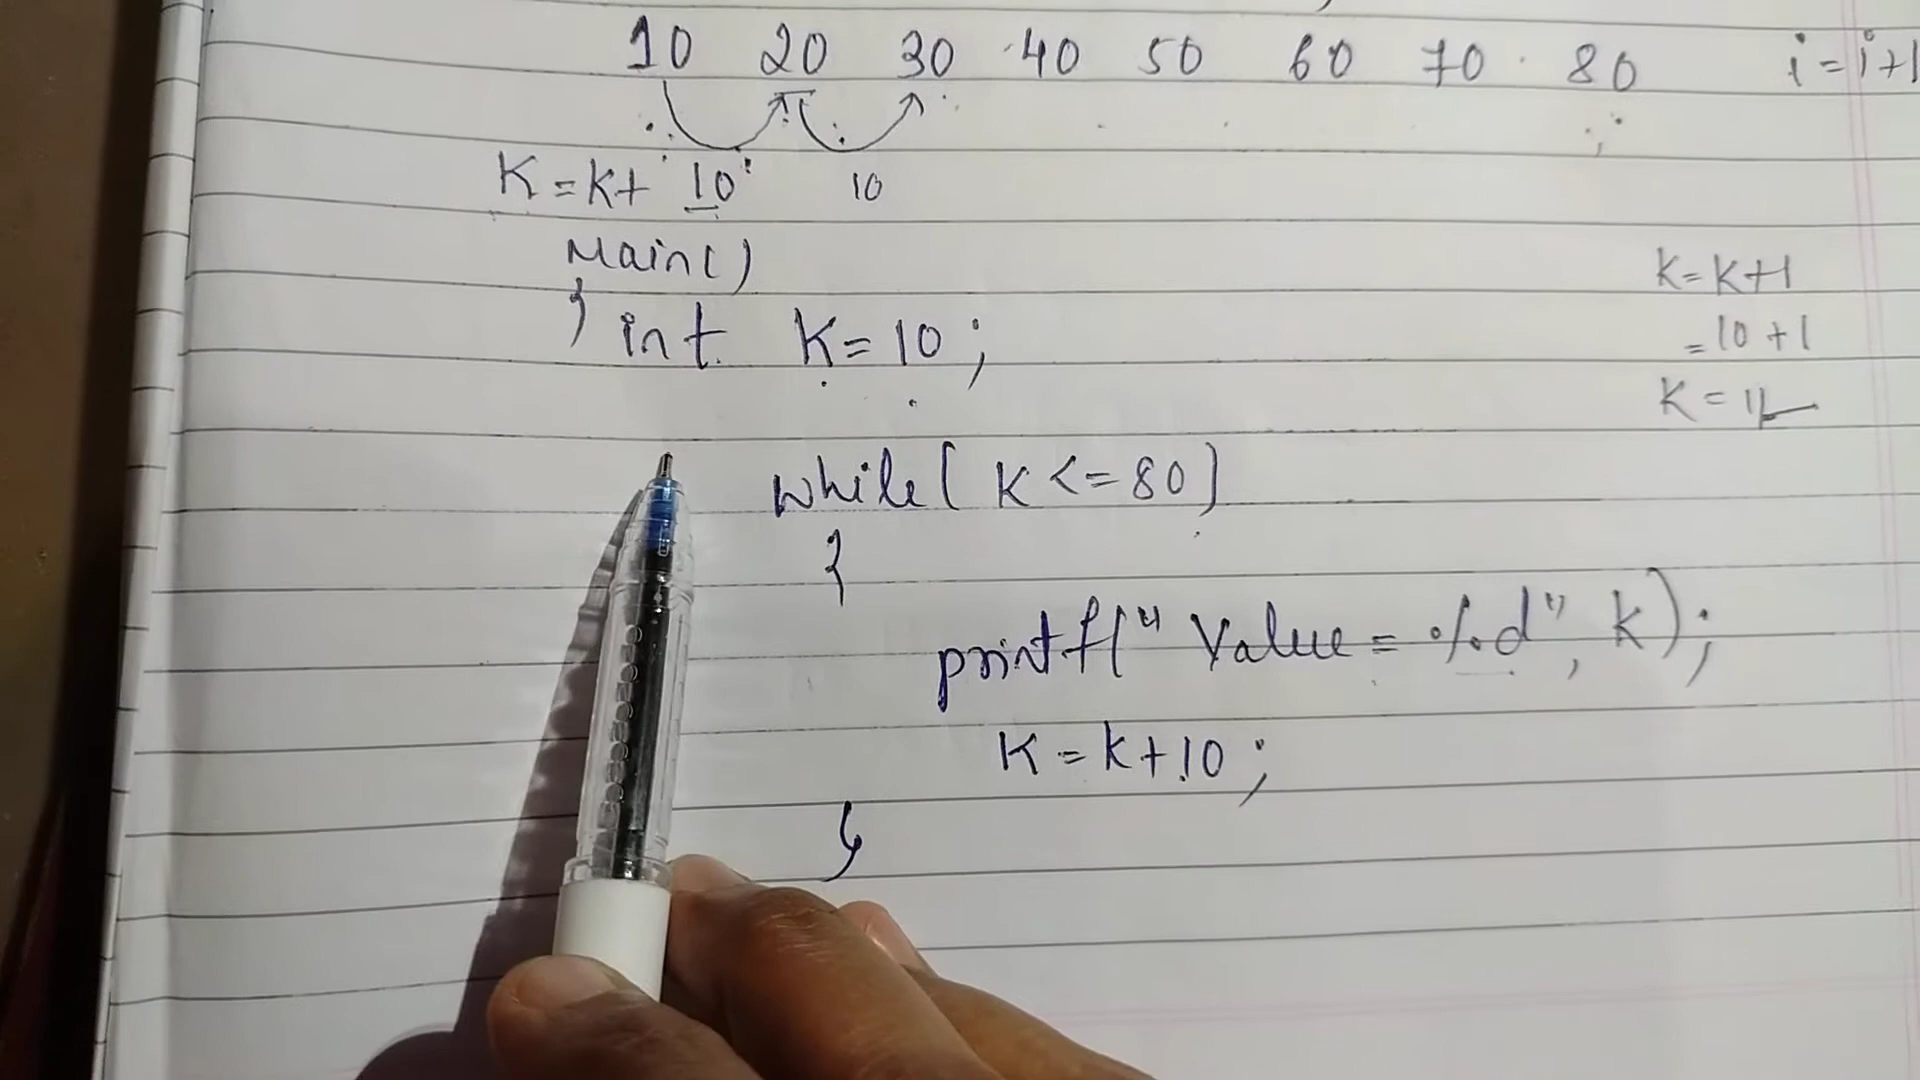 10 20 30 40 50 60 70 80 i=i+1
K=k+ 10 10
Main()
{ int K=10;
K=K+1
=10+1
K=11
while( K<=80)
{
printf(" Value = %d", k);
K=k+10;
}